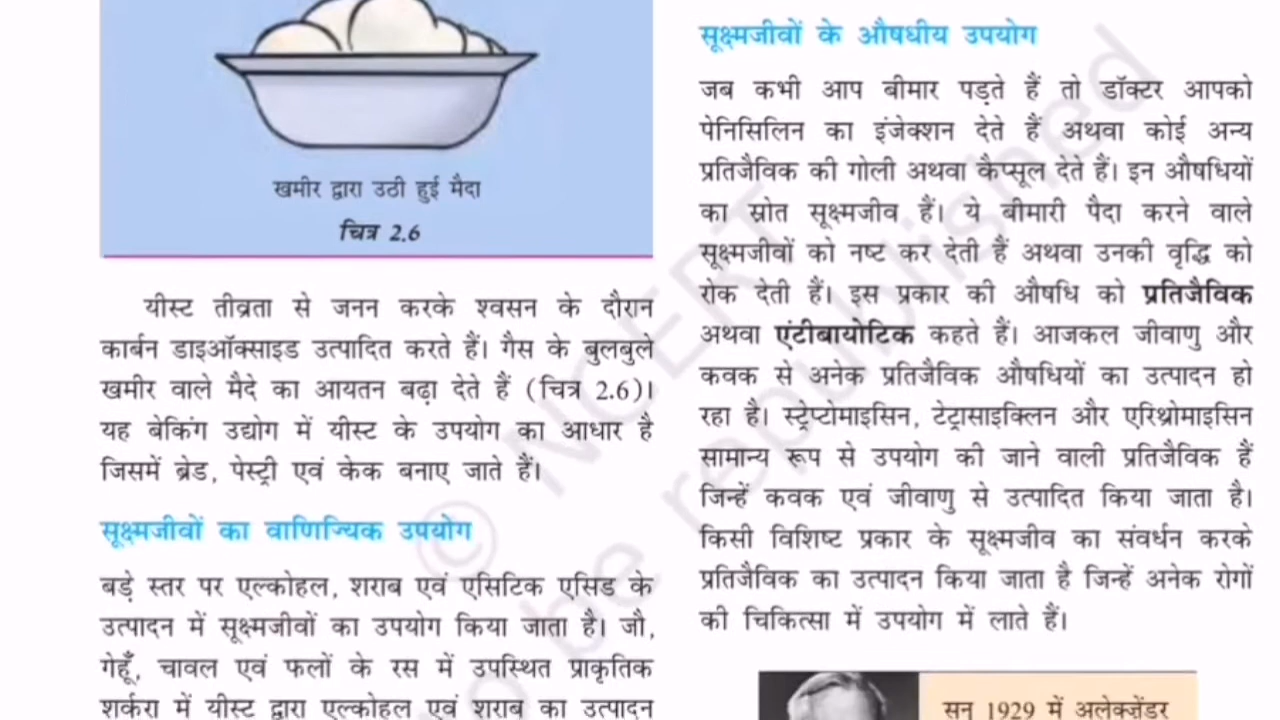 खमीर द्वारा उठी हुई मैदा
चित्र 2.6
यीस्ट तीव्रता से जनन करके श्वसन के दौरान
कार्बन डाइऑक्साइड उत्पादित करते हैं। गैस के बुलबुले
खमीर वाले मैदे का आयतन बढ़ा देते हैं (चित्र 2.6)।
यह बेकिंग उद्योग में यीस्ट के उपयोग का आधार है
जिसमें ब्रेड, पेस्ट्री एवं केक बनाए जाते हैं।
सूक्ष्मजीवों का वाणिज्यिक उपयोग
बड़े स्तर पर एल्कोहल, शराब एवं एसिटिक एसिड के
उत्पादन में सूक्ष्मजीवों का उपयोग किया जाता है। जौ,
गेहूँ, चावल एवं फलों के रस में उपस्थित प्राकृतिक
शर्करा में यीस्ट द्वारा एल्कोहल एवं शराब का उत्पादन
सूक्ष्मजीवों के औषधीय उपयोग
जब कभी आप बीमार पड़ते हैं तो डॉक्टर आपको
पेनिसिलिन का इंजेक्शन देते हैं अथवा कोई अन्य
प्रतिजैविक की गोली अथवा कैप्सूल देते हैं। इन औषधियों
का स्रोत सूक्ष्मजीव हैं। ये बीमारी पैदा करने वाले
सूक्ष्मजीवों को नष्ट कर देती हैं अथवा उनकी वृद्धि को
रोक देती हैं। इस प्रकार की औषधि को प्रतिजैविक
अथवा एंटीबायोटिक कहते हैं। आजकल जीवाणु और
कवक से अनेक प्रतिजैविक औषधियों का उत्पादन हो
रहा है। स्ट्रेप्टोमाइसिन, टेट्रासाइक्लिन और एरिथ्रोमाइसिन
सामान्य रूप से उपयोग की जाने वाली प्रतिजैविक हैं
जिन्हें कवक एवं जीवाणु से उत्पादित किया जाता है।
किसी विशिष्ट प्रकार के सूक्ष्मजीव का संवर्धन करके
प्रतिजैविक का उत्पादन किया जाता है जिन्हें अनेक रोगों
की चिकित्सा में उपयोग में लाते हैं।
सन् 1929 में अलेक्जेंडर
© NCERT
to be republished